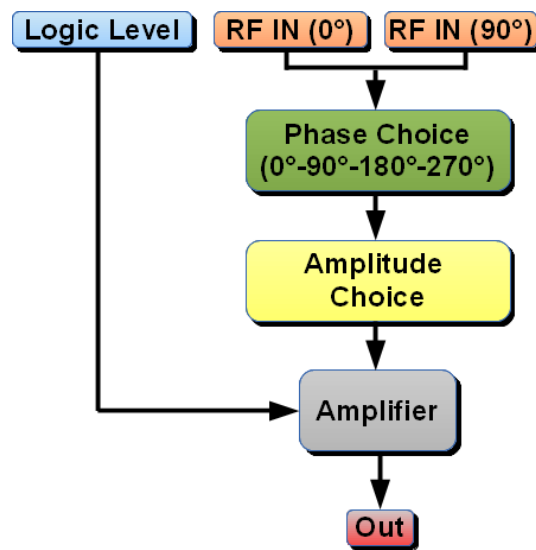 Logic Level
RF IN (0°)
RF IN (90°)
Phase Choice
(0°-90°-180°-270°)
Amplitude
Choice
Amplifier
Out